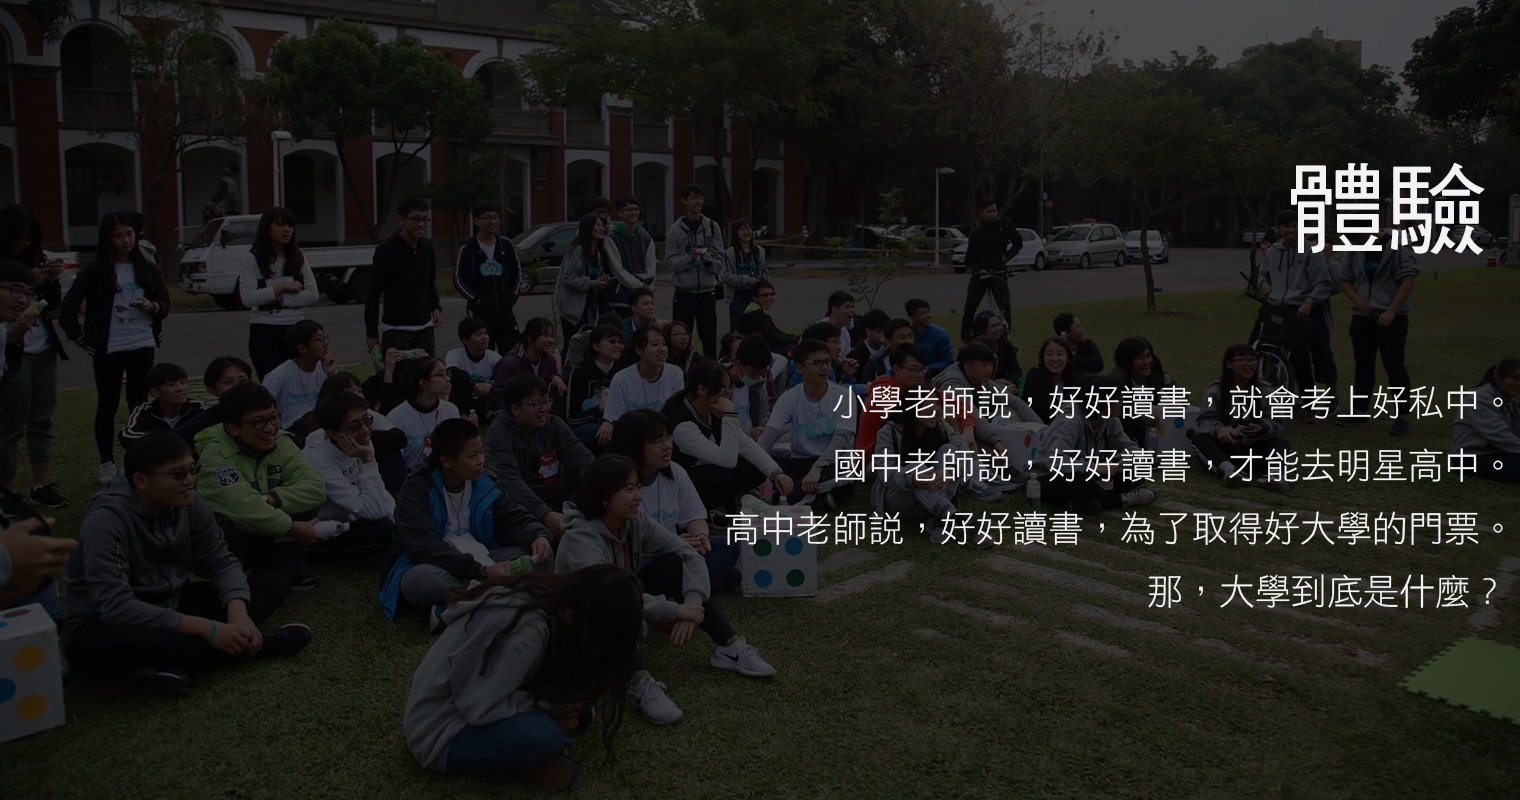 體驗
小學老師説，好好讀書，就會考上好私中。
國中老師説，好好讀書，才能去明星高中。
高中老師説，好好讀書，為了取得好大學的門票。
那，大學到底是什麼？